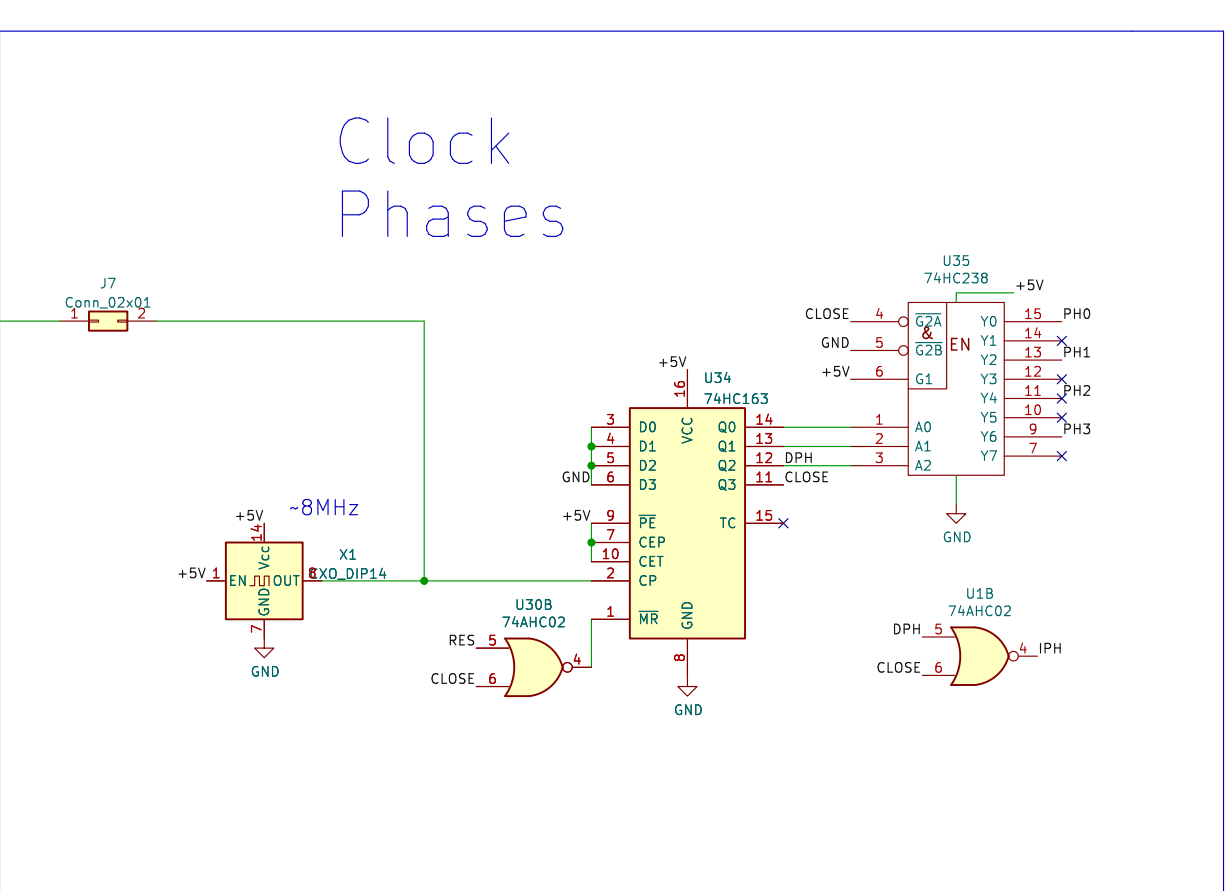 Clock
Phases
J7
Conn_02x01
1 2
~8MHz
+5V
14
Vcc
X1
CXO_DIP14
+5V 1 EN OUT 8
GND
7
GND
RES 5
CLOSE 6
U30B
74AHC02
4
+5V
16
U34
74HC163
VCC
3 D0 Q0 14
4 D1 Q1 13
5 D2 Q2 12 DPH
GND 6 D3 Q3 11 CLOSE
+5V 9 PE TC 15
7 CEP
10 CET
2 CP
1 MR
GND
8
GND
U35
74HC238
+5V
CLOSE 4 G2A Y0 15 PH0
& EN
GND 5 G2B Y1 14
+5V 6 G1 Y2 13 PH1
Y3 12
Y4 11 PH2
1 A0 Y5 10
2 A1 Y6 9 PH3
3 A2 Y7 7
GND
U1B
74AHC02
DPH 5
4 IPH
CLOSE 6